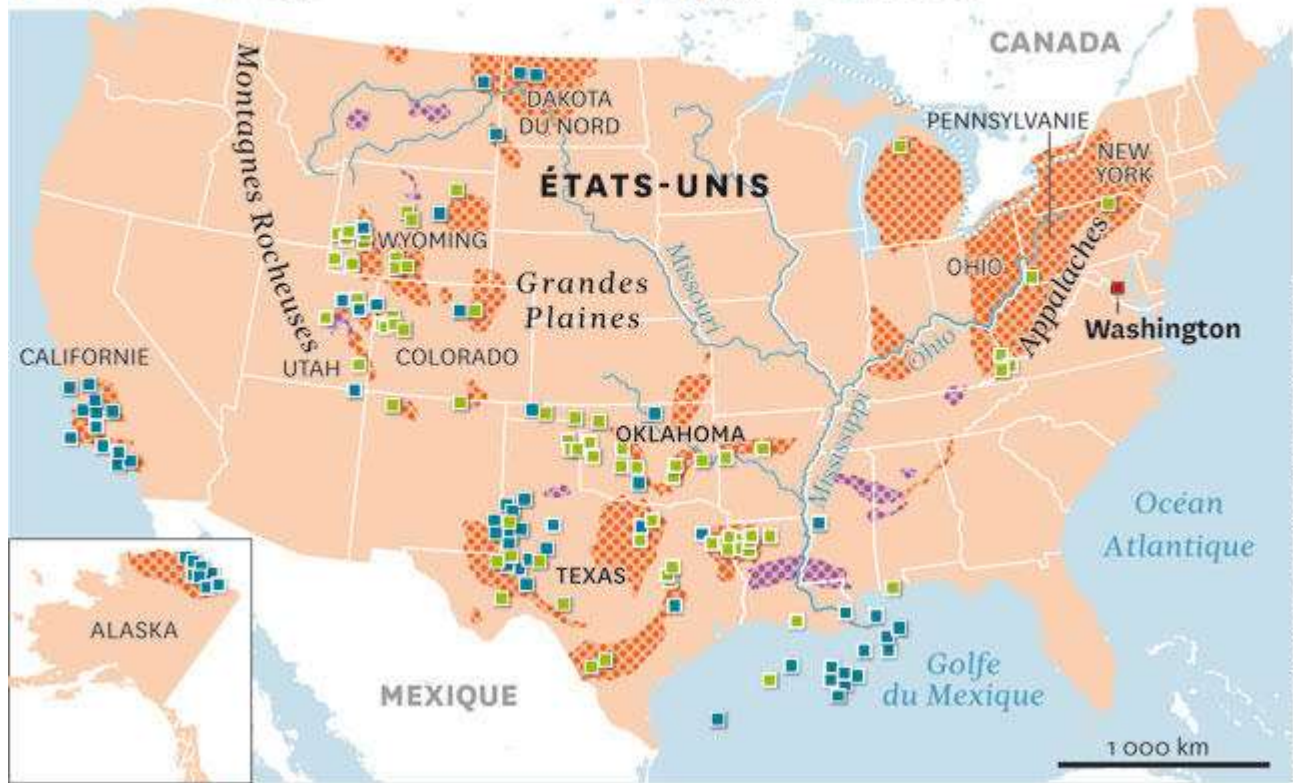 CANADA
Montagnes Rocheuses
DAKOTA
DU NORD
PENNSYLVANIE
NEW-
YORK
ÉTATS-UNIS
WYOMING
Missouri
Grandes
Plaines
OHIO
Appalaches
Washington
CALIFORNIE
UTAH
COLORADO
Ohio
OKLAHOMA
Mississippi
Océan
Atlantique
TEXAS
ALASKA
MEXIQUE
Golfe
du Mexique
1 000 km